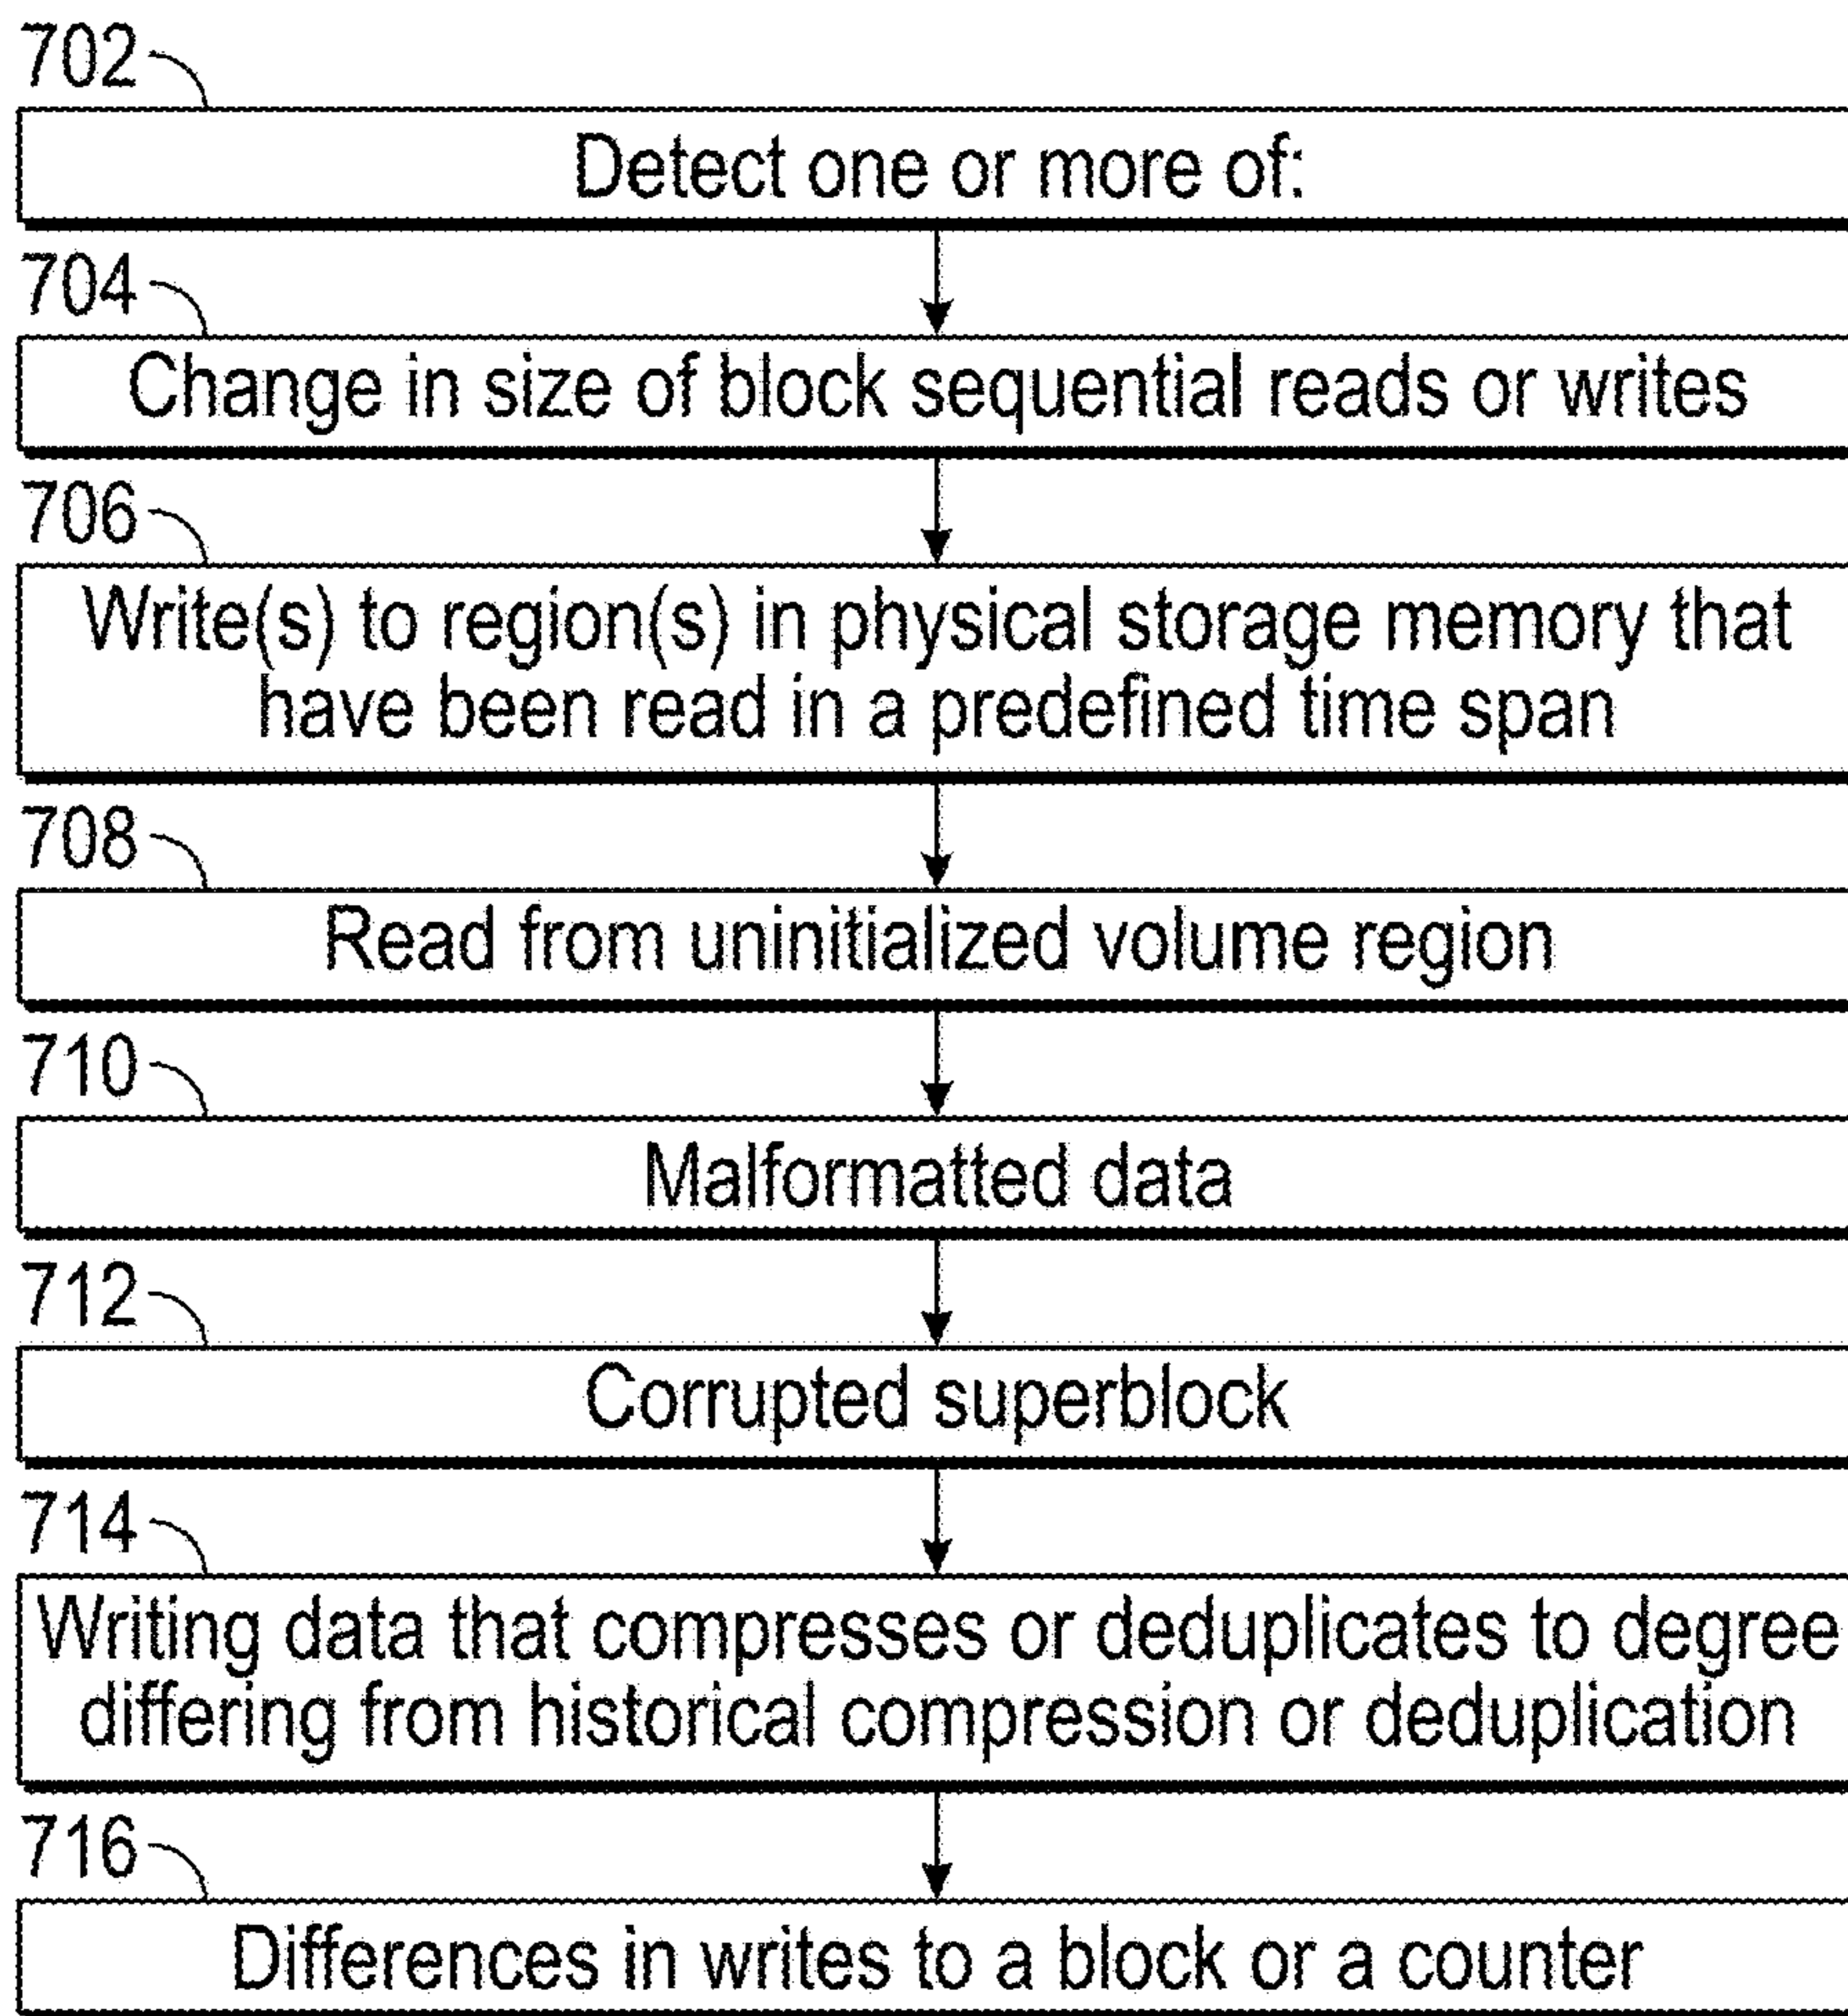 702
Detect one or more of:
704
Change in size of block sequential reads or writes
706
Write(s) to region(s) in physical storage memory that
have been read in a predefined time span
708
Read from uninitialized volume region
710
Malformatted data
712
Corrupted superblock
714
Writing data that compresses or deduplicates to degree
differing from historical compression or deduplication
716
Differences in writes to a block or a counter